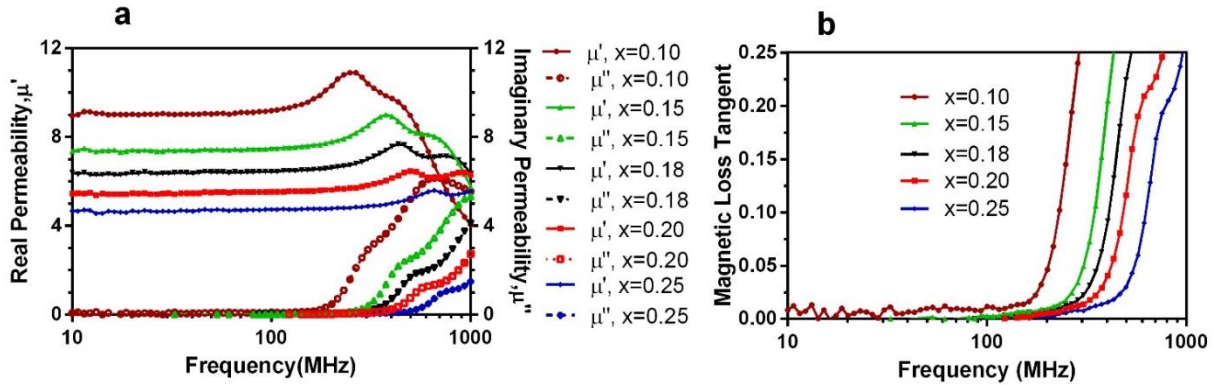 a
b
Real Permeability,μ'
12
8
4
0
10
100
1000
Frequency(MHz)
12
8
4
0
Imaginary Permeability,μ"
μ', x=0.10
μ", x=0.10
μ', x=0.15
μ", x=0.15
μ', x=0.18
μ", x=0.18
μ', x=0.20
μ", x=0.20
μ', x=0.25
μ", x=0.25
Magnetic Loss Tangent
0.25
0.20
0.15
0.10
0.05
0.00
x=0.10
x=0.15
x=0.18
x=0.20
x=0.25
10
100
1000
Frequency (MHz)